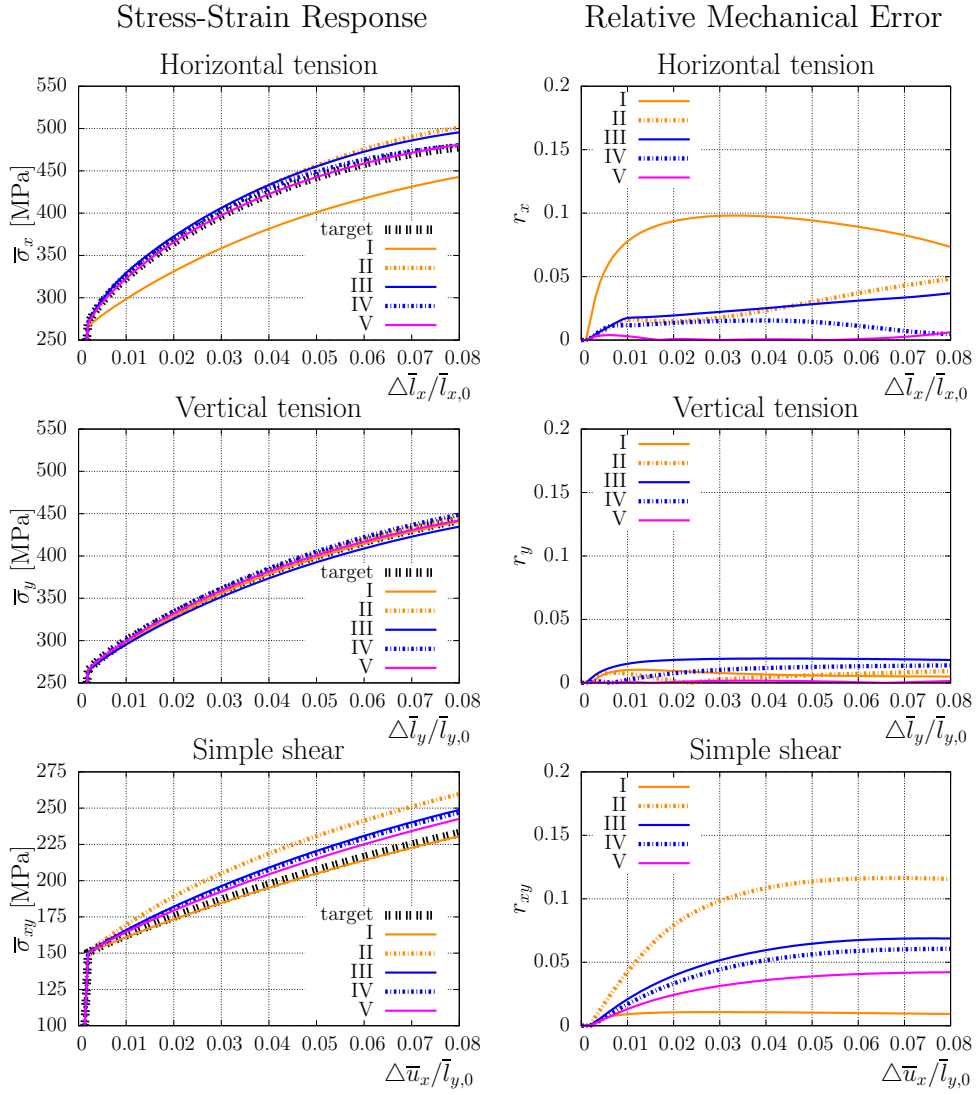 Stress-Strain Response
Relative Mechanical Error
Horizontal tension
550
500
450
400
350
300
250
σ̅x [MPa]
target
I
II
III
IV
V
0 0.01 0.02 0.03 0.04 0.05 0.06 0.07 0.08
△l̅x/l̅x,0
Horizontal tension
0.2
0.15
0.1
0.05
0
rx
I
II
III
IV
V
0 0.01 0.02 0.03 0.04 0.05 0.06 0.07 0.08
△l̅x/l̅x,0
Vertical tension
550
500
450
400
350
300
250
σ̅y [MPa]
target
I
II
III
IV
V
0 0.01 0.02 0.03 0.04 0.05 0.06 0.07 0.08
△l̅y/l̅y,0
Vertical tension
0.2
0.15
0.1
0.05
0
ry
I
II
III
IV
V
0 0.01 0.02 0.03 0.04 0.05 0.06 0.07 0.08
△l̅y/l̅y,0
Simple shear
275
250
225
200
175
150
125
100
σ̅xy [MPa]
target
I
II
III
IV
V
0 0.01 0.02 0.03 0.04 0.05 0.06 0.07 0.08
△u̅x/l̅y,0
Simple shear
0.2
0.15
0.1
0.05
0
rxy
I
II
III
IV
V
0 0.01 0.02 0.03 0.04 0.05 0.06 0.07 0.08
△u̅x/l̅y,0